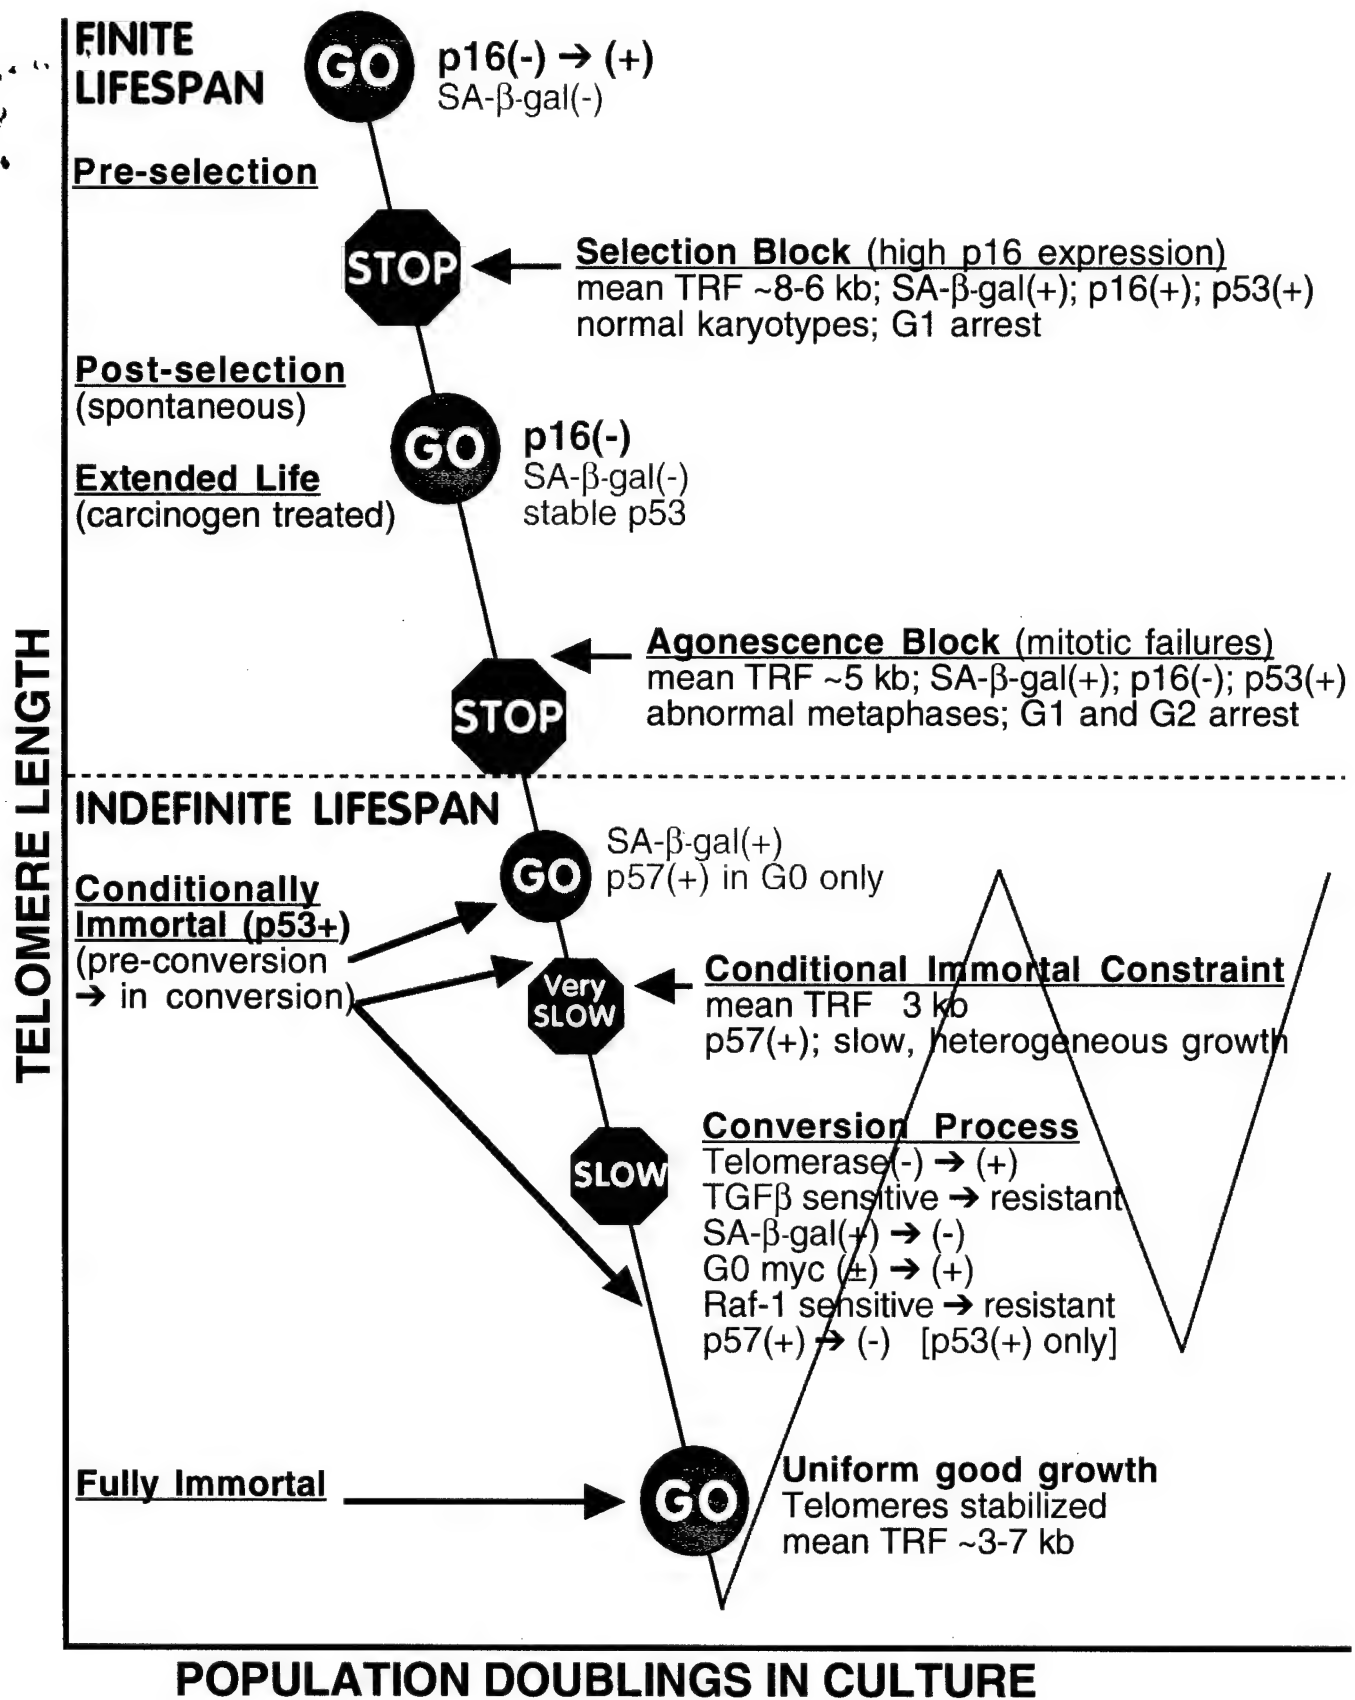 FINITE
LIFESPAN
GO
p16(-) → (+)
SA-β-gal(-)
Pre-selection
STOP
Selection Block (high p16 expression)
mean TRF ~8-6 kb; SA-β-gal(+); p16(+); p53(+)
normal karyotypes; G1 arrest
Post-selection
(spontaneous)
GO
p16(-)
SA-β-gal(-)
stable p53
Extended Life
(carcinogen treated)
Agonescence Block (mitotic failures)
mean TRF ~5 kb; SA-β-gal(+); p16(-); p53(+)
abnormal metaphases; G1 and G2 arrest
STOP
TELOMERE LENGTH
INDEFINITE LIFESPAN
GO
SA-β-gal(+)
p57(+) in G0 only
Conditionally
Immortal (p53+)
(pre-conversion
→ in conversion)
Very
SLOW
Conditional Immortal Constraint
mean TRF 3 kb
p57(+); slow, heterogeneous growth
SLOW
Conversion Process
Telomerase(-) → (+)
TGFβ sensitive → resistant
SA-β-gal(+) → (-)
G0 myc (±) → (+)
Raf-1 sensitive → resistant
p57(+) → (-) [p53(+) only]
Fully Immortal
GO
Uniform good growth
Telomeres stabilized
mean TRF ~3-7 kb
POPULATION DOUBLINGS IN CULTURE